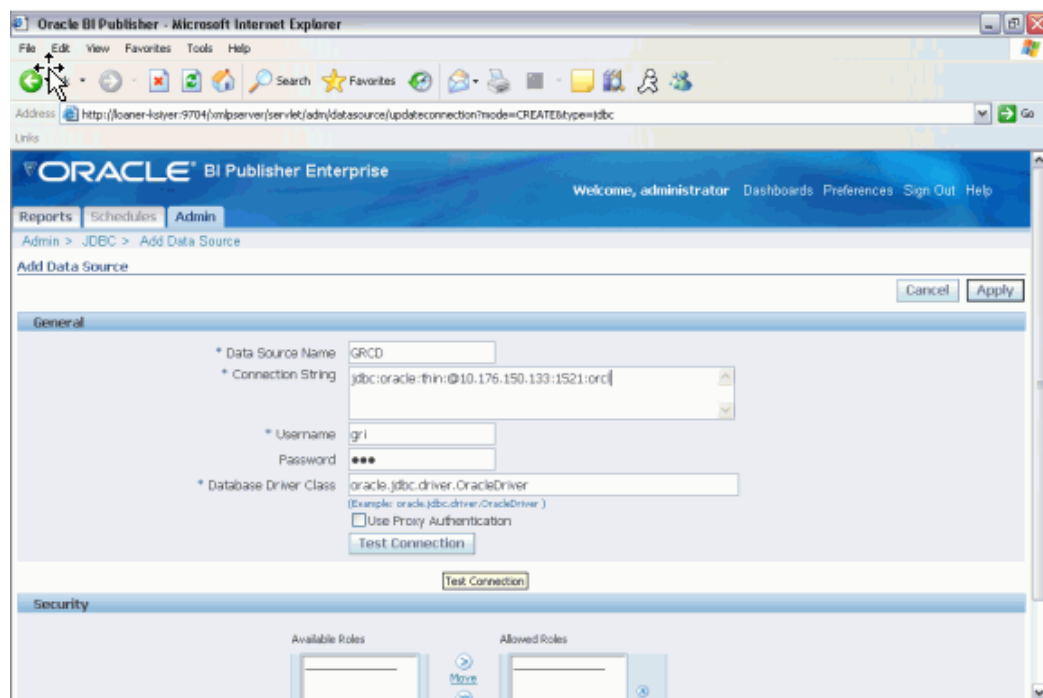 Oracle BI Publisher - Microsoft Internet Explorer
File Edit View Favorites Tools Help
Search Favorites
Address http://loaner-ksiyer:9704/xmlpserver/servlet/adm/datasource/updateconnection?mode=CREATE&type=jdbc Go
Links
ORACLE BI Publisher Enterprise
Welcome, administrator Dashboards Preferences Sign Out Help
Reports Schedules Admin
Admin > JDBC > Add Data Source
Add Data Source
Cancel Apply
General
* Data Source Name GRCD
* Connection String jdbc:oracle:thin:@10.176.150.133:1521:orcl
* Username gri
Password •••
* Database Driver Class oracle.jdbc.driver.OracleDriver
(Example: oracle.jdbc.driver.OracleDriver )
Use Proxy Authentication
Test Connection
Test Connection
Security
Available Roles Allowed Roles
Move